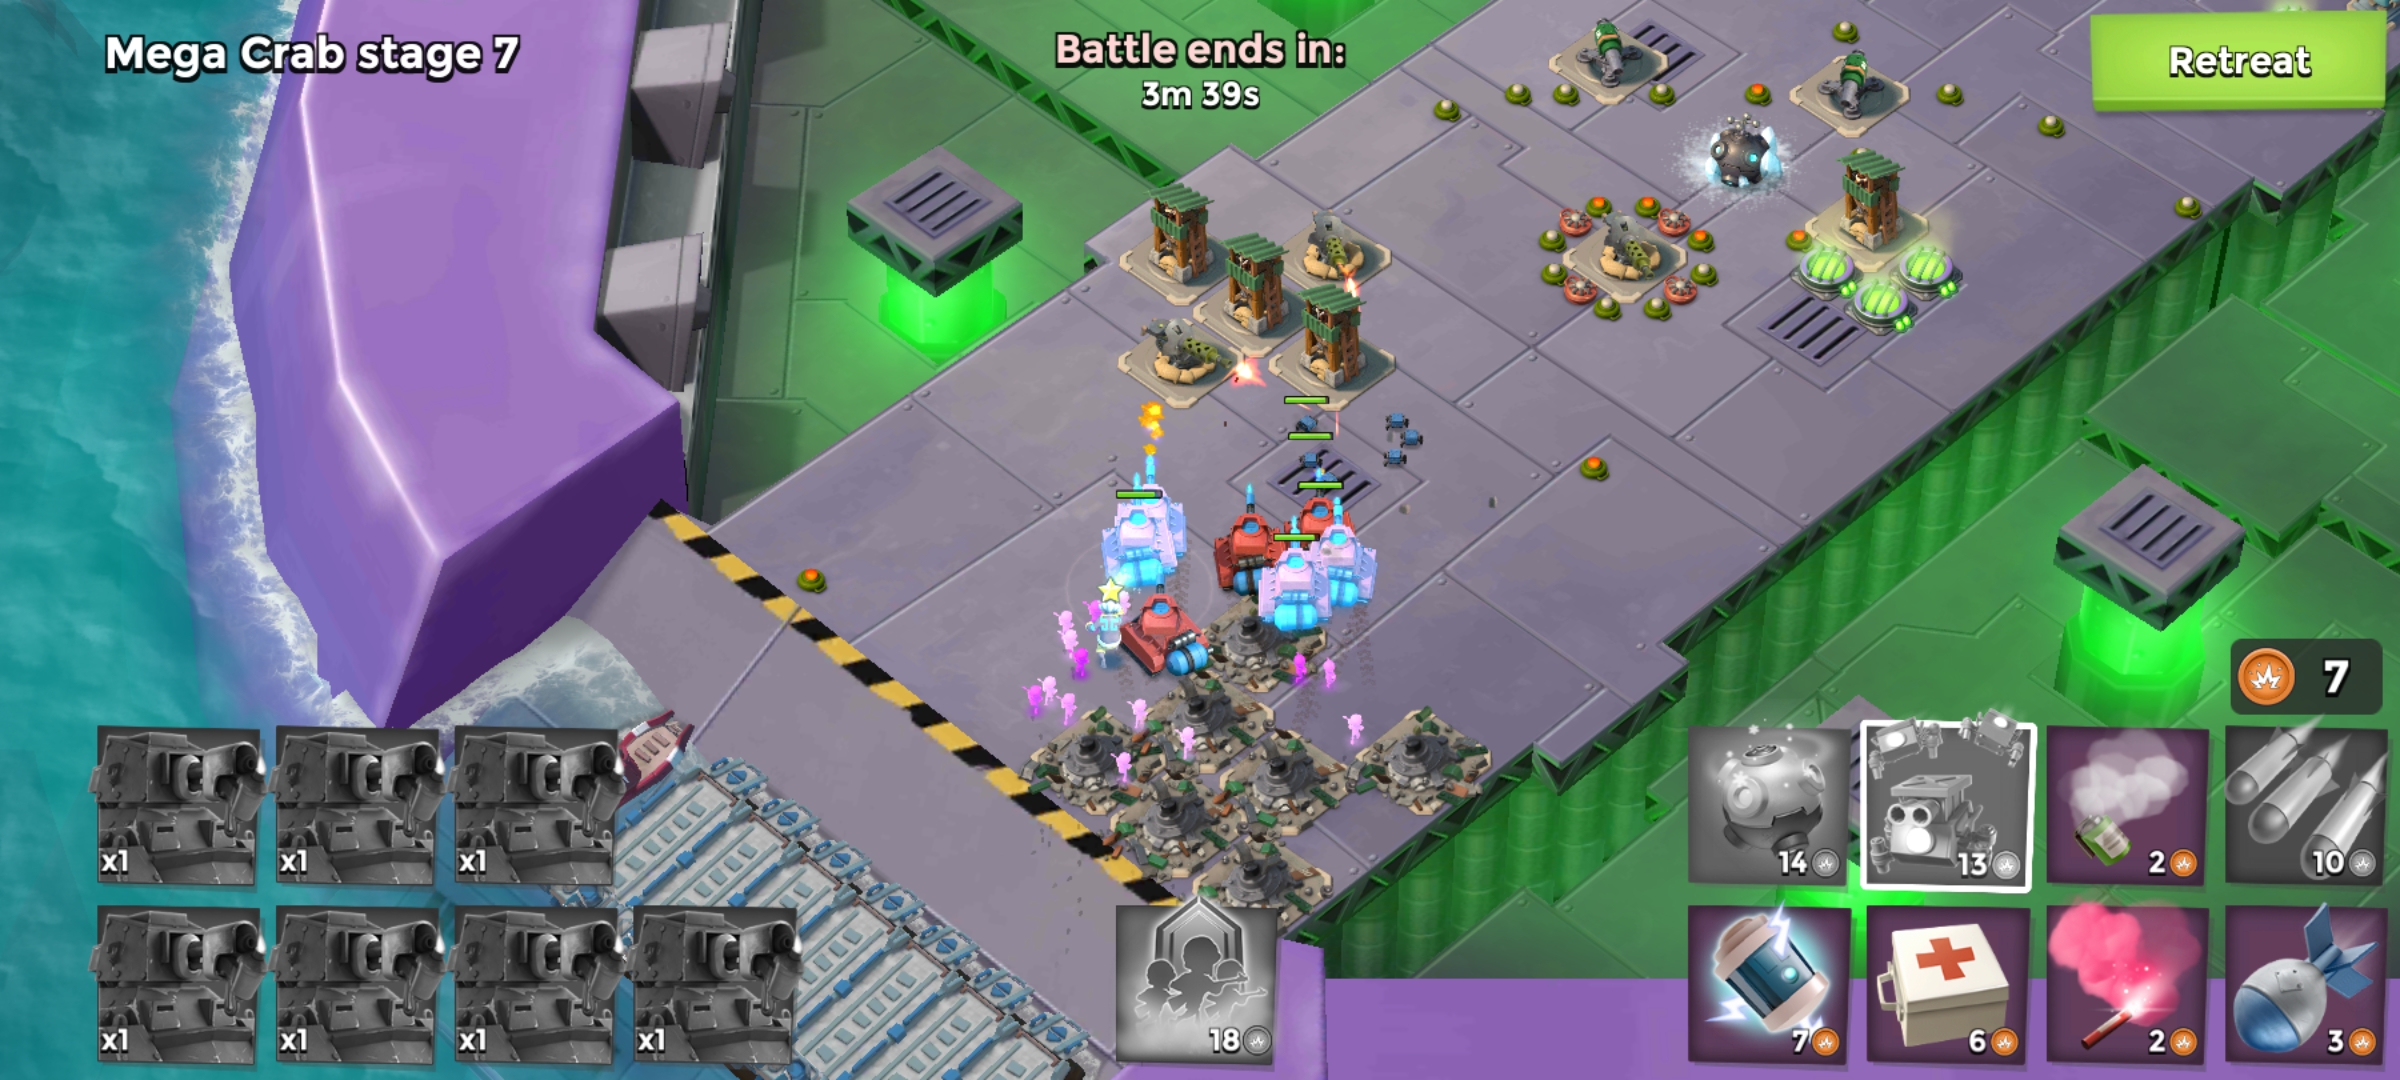 Mega Crab stage 7
Battle ends in:
3m 39s
Retreat
7
x1
x1
x1
14
13
2
10
x1
x1
x1
x1
18
7
6
2
3